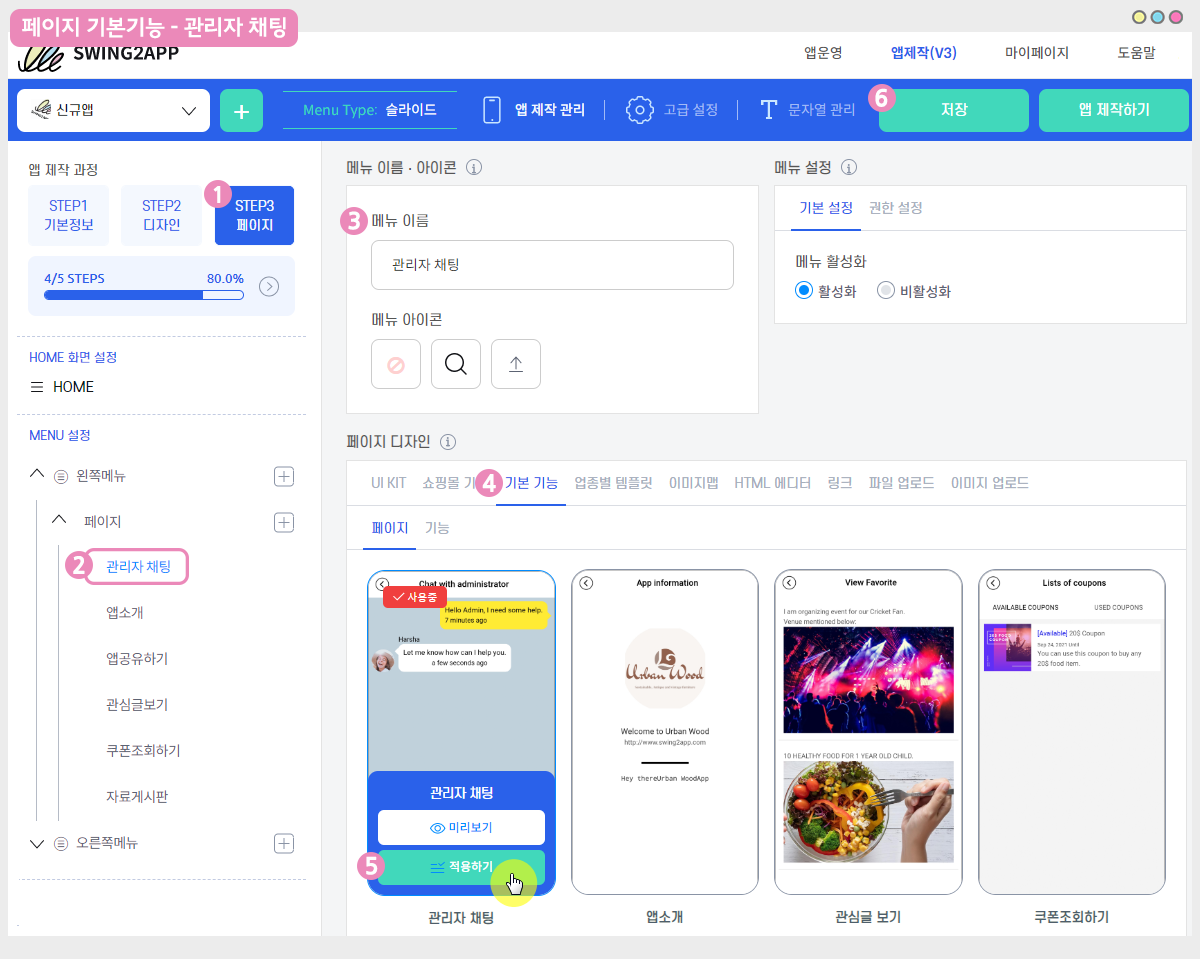 페이지 기본기능 - 관리자 채팅
SWING2APP
앱운영
앱제작(V3)
마이페이지
도움말
신규앱
+
Menu Type: 슬라이드
앱 제작 관리
고급 설정
문자열 관리
6
저장
앱 제작하기
앱 제작 과정
1
STEP1
기본정보
STEP2
디자인
STEP3
페이지
4/5 STEPS
80.0%
HOME 화면 설정
HOME
MENU 설정
왼쪽메뉴
페이지
2
관리자 채팅
앱소개
앱공유하기
관심글보기
쿠폰조회하기
자료게시판
오른쪽메뉴
메뉴 이름 · 아이콘
3
메뉴 이름
관리자 채팅
메뉴 아이콘
메뉴 설정
기본 설정
권한 설정
메뉴 활성화
활성화
비활성화
페이지 디자인
UI KIT
쇼핑몰 기
4
기본 기능
업종별 템플릿
이미지맵
HTML 에디터
링크
파일 업로드
이미지 업로드
페이지
기능
Chat with administrator
사용중
Hello Admin, I need some help.
7 minutes ago
Harsha
Let me know how can I help you.
a few seconds ago
관리자 채팅
미리보기
5
적용하기
관리자 채팅
App information
Urban Wood
Welcome to Urban Wood
http://www.swing2app.com
Hey thereUrban WoodApp
앱소개
View Favorite
I am organizing event for our Cricket Fan.
Venue mentioned below:
10 HEALTHY FOOD FOR 1 YEAR OLD CHILD.
관심글 보기
Lists of coupons
AVAILABLE COUPONS
USED COUPONS
20$ FOOD
COUPON
[Available] 20$ Coupon
Sep 24, 2021 Until
You can use this coupon to buy any
20$ food item.
쿠폰조회하기